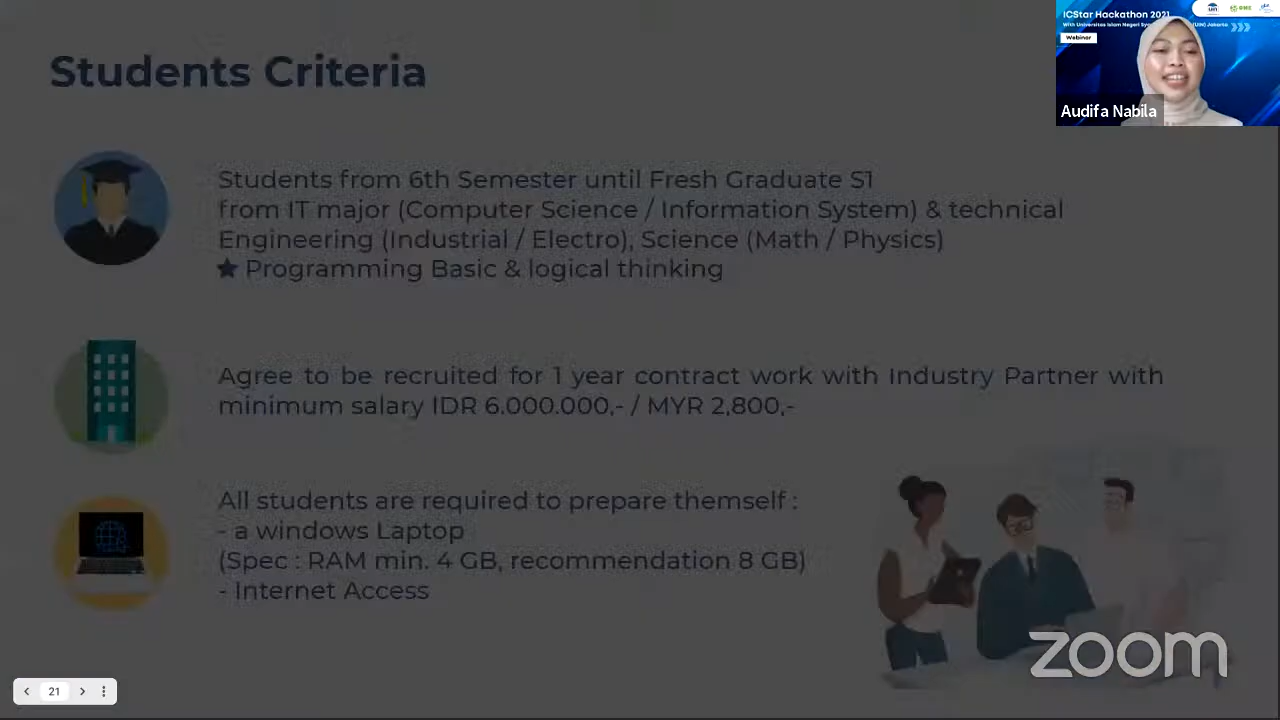 Students Criteria
ICStar Hackathon 2021
Webinar
Audifa Nabila
Students from 6th Semester until Fresh Graduate S1
from IT major (Computer Science / Information System) & technical
Engineering (Industrial / Electro), Science (Math / Physics)
★ Programming Basic & logical thinking
Agree to be recruited for 1 year contract work with Industry Partner with
minimum salary IDR 6.000.000,- / MYR 2,800,-
All students are required to prepare themself :
- a windows Laptop
(Spec : RAM min. 4 GB, recommendation 8 GB)
- Internet Access
zoom
21